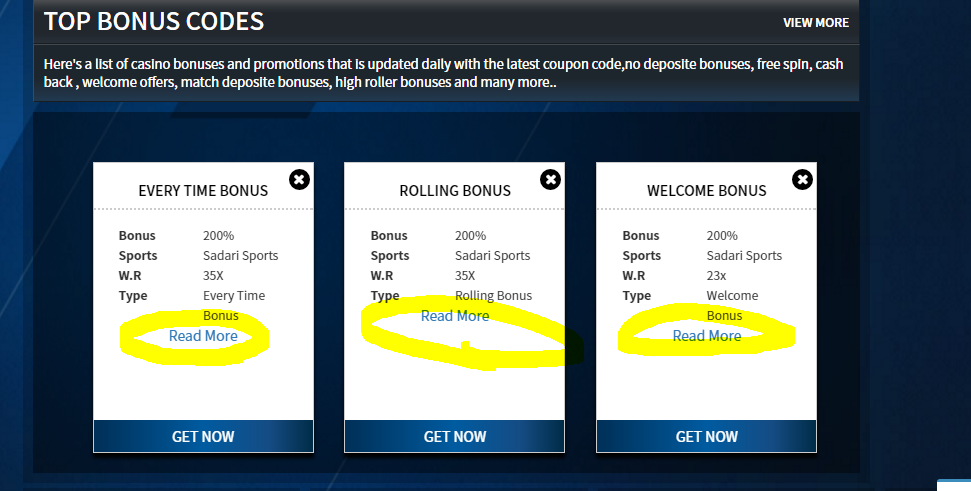 TOP BONUS CODES
VIEW MORE
Here's a list of casino bonuses and promotions that is updated daily with the latest coupon code,no deposite bonuses, free spin, cash
back , welcome offers, match deposite bonuses, high roller bonuses and many more..
EVERY TIME BONUS
Bonus 200%
Sports Sadari Sports
W.R 35X
Type Every Time
Bonus
Read More
GET NOW
ROLLING BONUS
Bonus 200%
Sports Sadari Sports
W.R 35X
Type Rolling Bonus
Read More
GET NOW
WELCOME BONUS
Bonus 200%
Sports Sadari Sports
W.R 23x
Type Welcome
Bonus
Read More
GET NOW